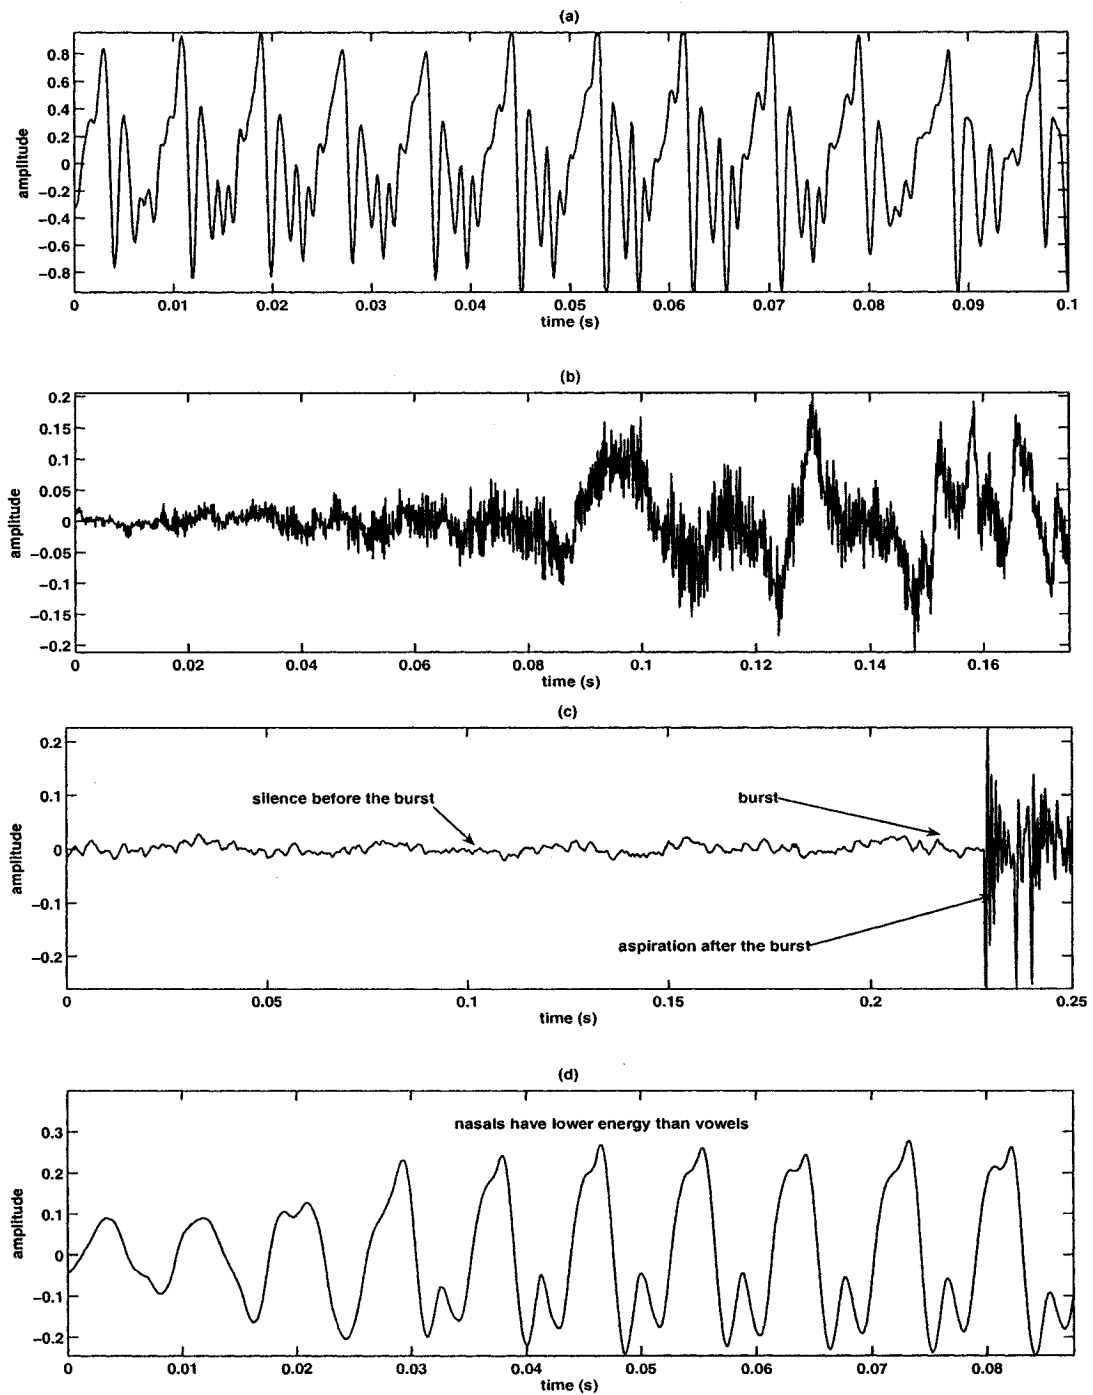 (a)
0.8
0.6
0.4
0.2
0
−0.2
−0.4
−0.6
−0.8
amplitude
0 0.01 0.02 0.03 0.04 0.05 0.06 0.07 0.08 0.09 0.1
time (s)
(b)
0.2
0.15
0.1
0.05
0
−0.05
−0.1
−0.15
−0.2
amplitude
0 0.02 0.04 0.06 0.08 0.1 0.12 0.14 0.16
time (s)
(c)
0.2
0.1
0
−0.1
−0.2
amplitude
silence before the burst
burst
aspiration after the burst
0 0.05 0.1 0.15 0.2 0.25
time (s)
(d)
nasals have lower energy than vowels
0.3
0.2
0.1
0
−0.1
−0.2
amplitude
0 0.01 0.02 0.03 0.04 0.05 0.06 0.07 0.08
time (s)